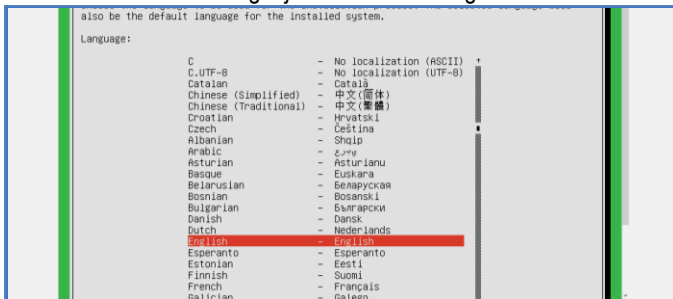 also be the default language for the installed system.
Language:
C - No localization (ASCII)
C.UTF-8 - No localization (UTF-8)
Catalan - Català
Chinese (Simplified) - 中文(简体)
Chinese (Traditional) - 中文(繁體)
Croatian - Hrvatski
Czech - Čeština
Albanian - Shqip
Arabic - عربي
Asturian - Asturianu
Basque - Euskara
Belarusian - Беларуская
Bosnian - Bosanski
Bulgarian - Български
Danish - Dansk
Dutch - Nederlands
English - English
Esperanto - Esperanto
Estonian - Eesti
Finnish - Suomi
French - Français
Galician - Galego